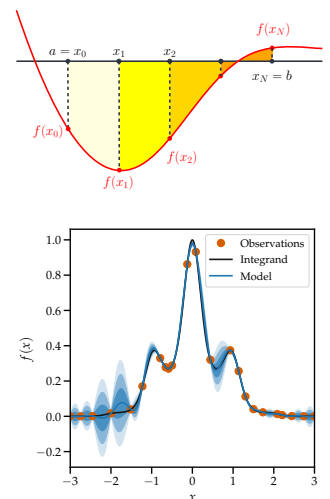 f(x_N)
a = x_0 x_1 x_2
x_N = b
f(x_0)
f(x_2)
f(x_1)
Observations
Integrand
Model
1.0
0.8
0.6
0.4
0.2
0.0
−0.2
f(x)
−3 −2 −1 0 1 2 3
x